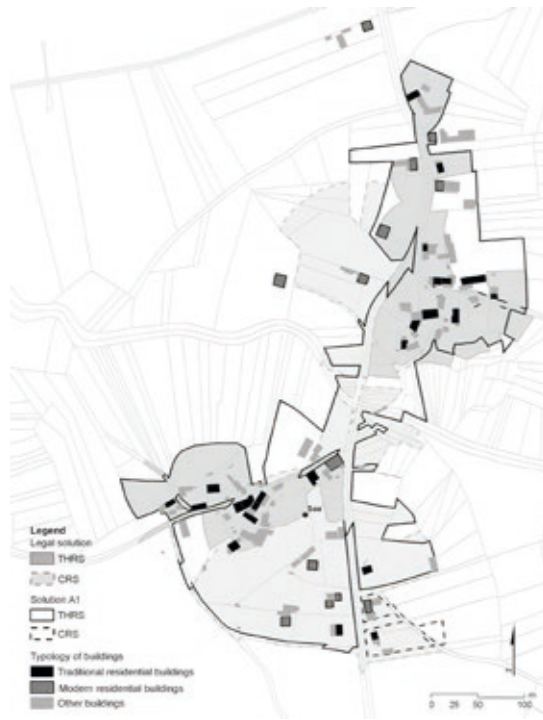 Legend
Legal solution
THRS
CRS
Solution A1
THRS
CRS
Typology of buildings
Traditional residential buildings
Modern residential buildings
Other buildings
m
0 25 50 100